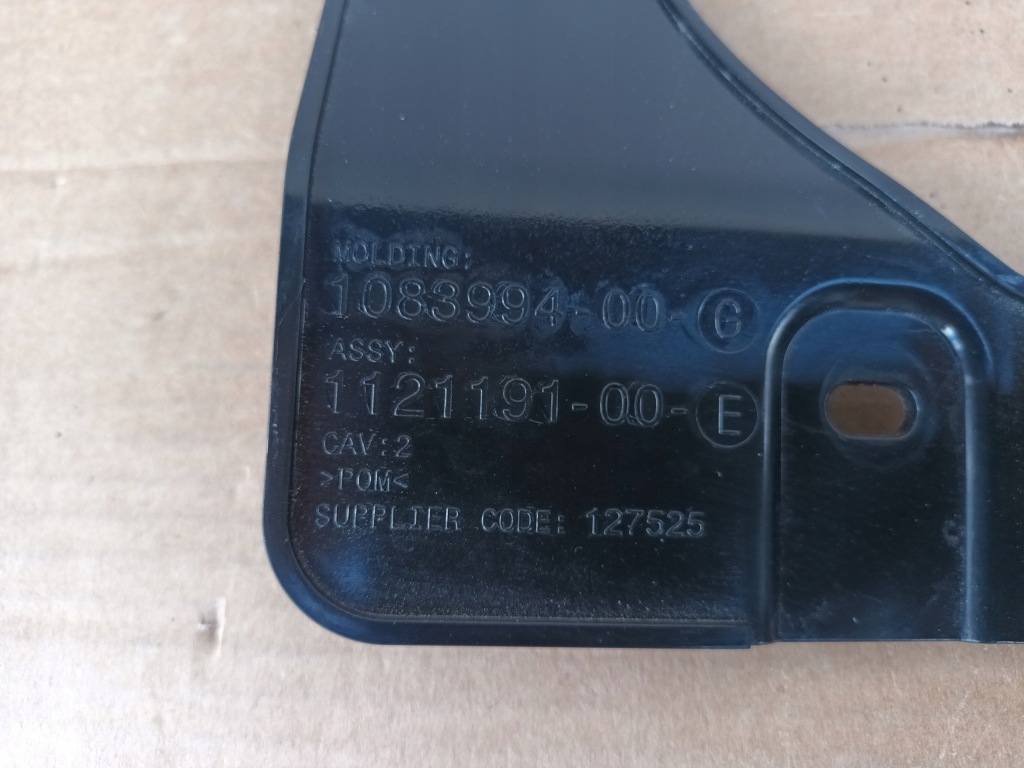 MOLDING:
1083994-00-G
ASSY:
1121191-00-E
CAV:2
>POM<
SUPPLIER CODE: 127525